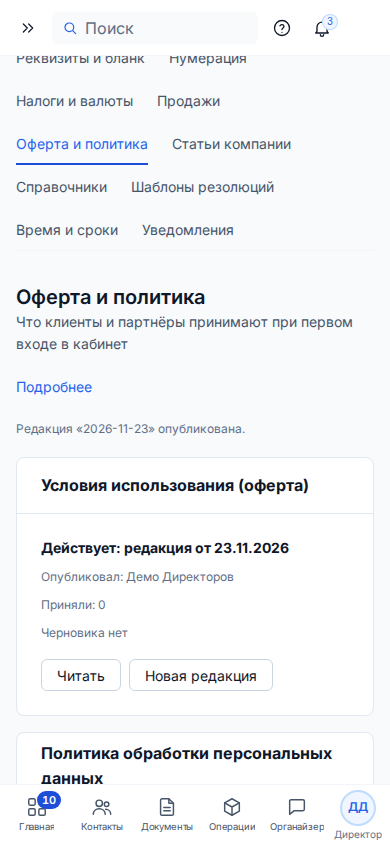 Поиск
3
Реквизиты и бланк Нумерация
Налоги и валюты Продажи
Оферта и политика Статьи компании
Справочники Шаблоны резолюций
Время и сроки Уведомления
Оферта и политика
Что клиенты и партнёры принимают при первом
входе в кабинет
Подробнее
Редакция «2026-11-23» опубликована.
Условия использования (оферта)
Действует: редакция от 23.11.2026
Опубликовал: Демо Директоров
Приняли: 0
Черновика нет
Читать Новая редакция
Политика обработки персональных
данных
10
ДД
Главная Контакты Документы Операции Органайзер
Директор